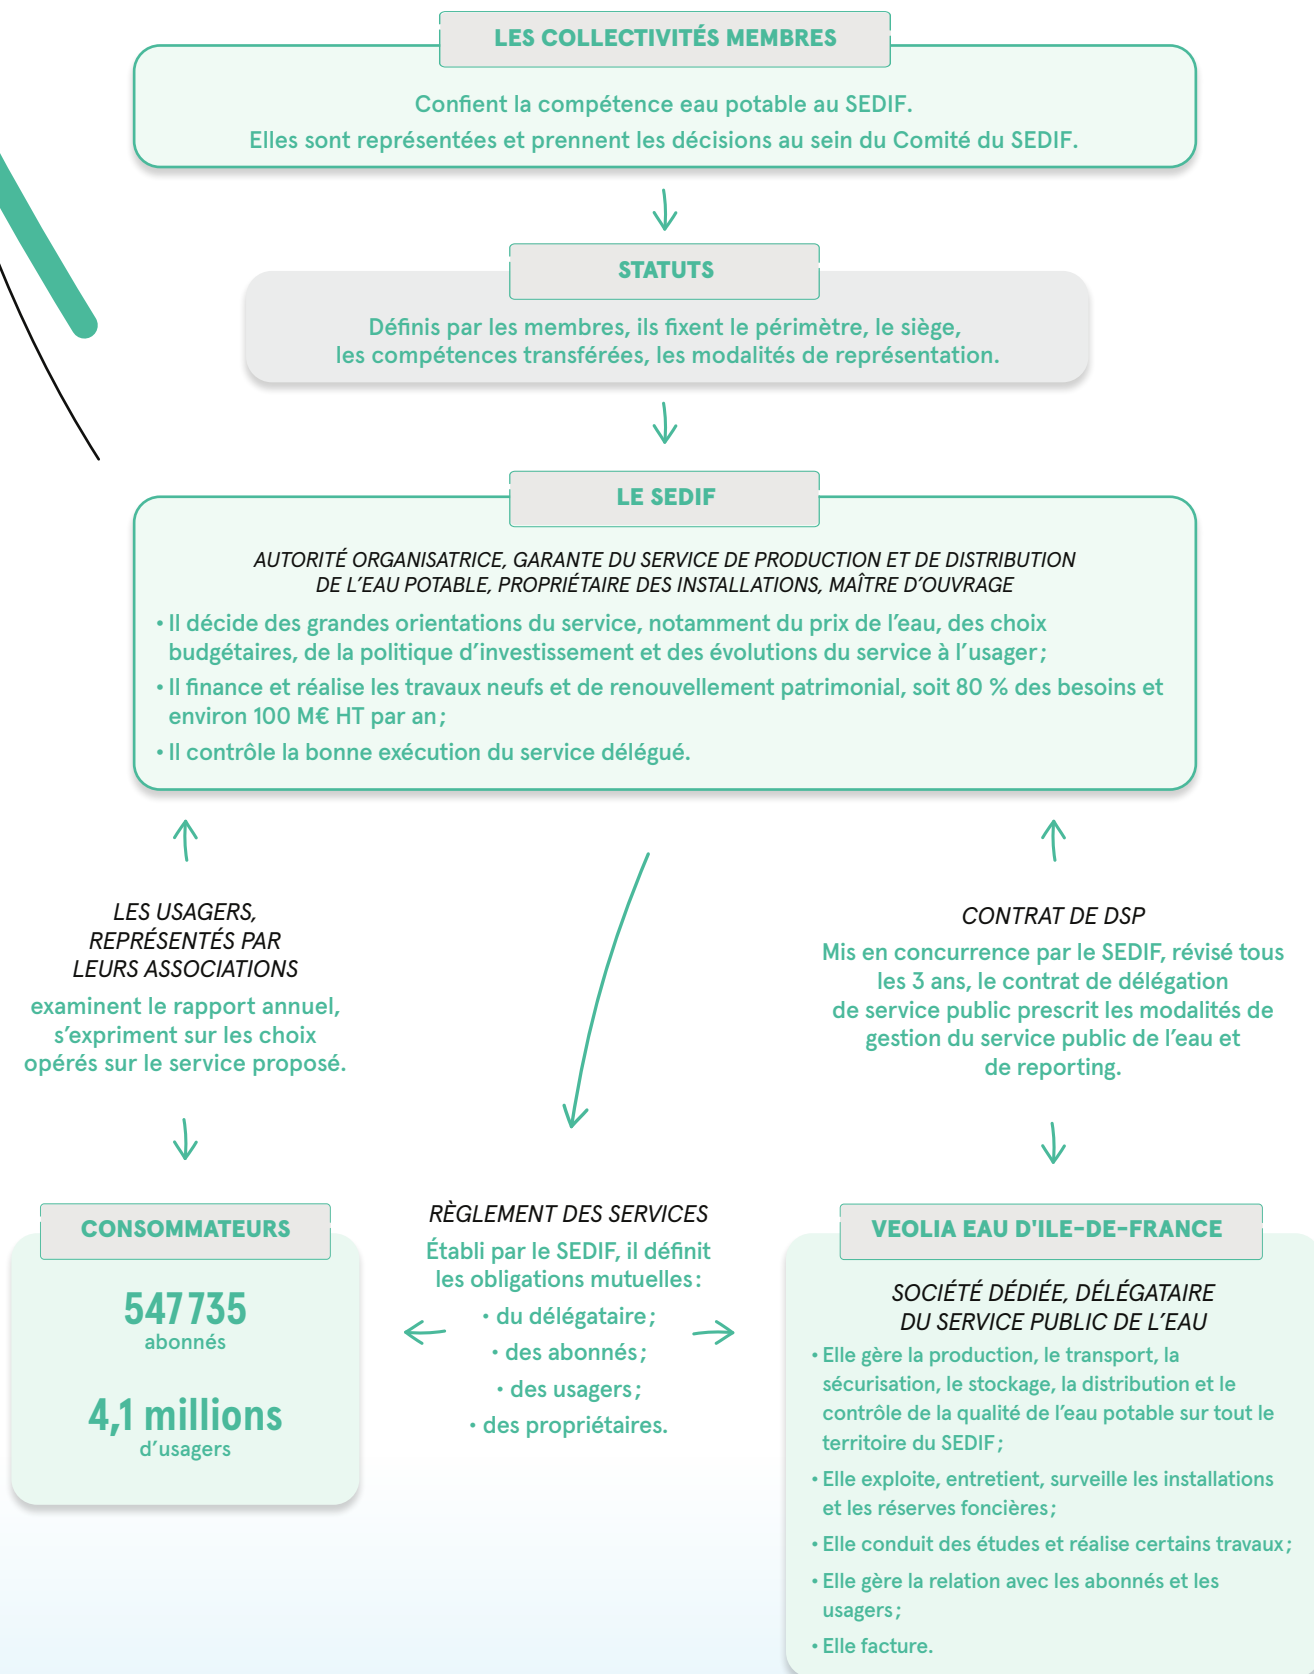 LES COLLECTIVITÉS MEMBRES
Confient la compétence eau potable au SEDIF.
Elles sont représentées et prennent les décisions au sein du Comité du SEDIF.
STATUTS
Définis par les membres, ils fixent le périmètre, le siège,
les compétences transférées, les modalités de représentation.
LE SEDIF
AUTORITÉ ORGANISATRICE, GARANTE DU SERVICE DE PRODUCTION ET DE DISTRIBUTION
DE L'EAU POTABLE, PROPRIÉTAIRE DES INSTALLATIONS, MAÎTRE D'OUVRAGE
• Il décide des grandes orientations du service, notamment du prix de l'eau, des choix
budgétaires, de la politique d'investissement et des évolutions du service à l'usager ;
• Il finance et réalise les travaux neufs et de renouvellement patrimonial, soit 80 % des besoins et
environ 100 M€ HT par an ;
• Il contrôle la bonne exécution du service délégué.
LES USAGERS,
REPRÉSENTÉS PAR
LEURS ASSOCIATIONS
examinent le rapport annuel,
s'expriment sur les choix
opérés sur le service proposé.
CONTRAT DE DSP
Mis en concurrence par le SEDIF, révisé tous
les 3 ans, le contrat de délégation
de service public prescrit les modalités de
gestion du service public de l'eau et
de reporting.
CONSOMMATEURS
547 735
abonnés
4,1 millions
d'usagers
RÈGLEMENT DES SERVICES
Établi par le SEDIF, il définit
les obligations mutuelles :
• du délégataire ;
• des abonnés ;
• des usagers ;
• des propriétaires.
VEOLIA EAU D'ILE-DE-FRANCE
SOCIÉTÉ DÉDIÉE, DÉLÉGATAIRE
DU SERVICE PUBLIC DE L'EAU
• Elle gère la production, le transport, la
sécurisation, le stockage, la distribution et le
contrôle de la qualité de l'eau potable sur tout le
territoire du SEDIF ;
• Elle exploite, entretient, surveille les installations
et les réserves foncières ;
• Elle conduit des études et réalise certains travaux ;
• Elle gère la relation avec les abonnés et les
usagers ;
• Elle facture.